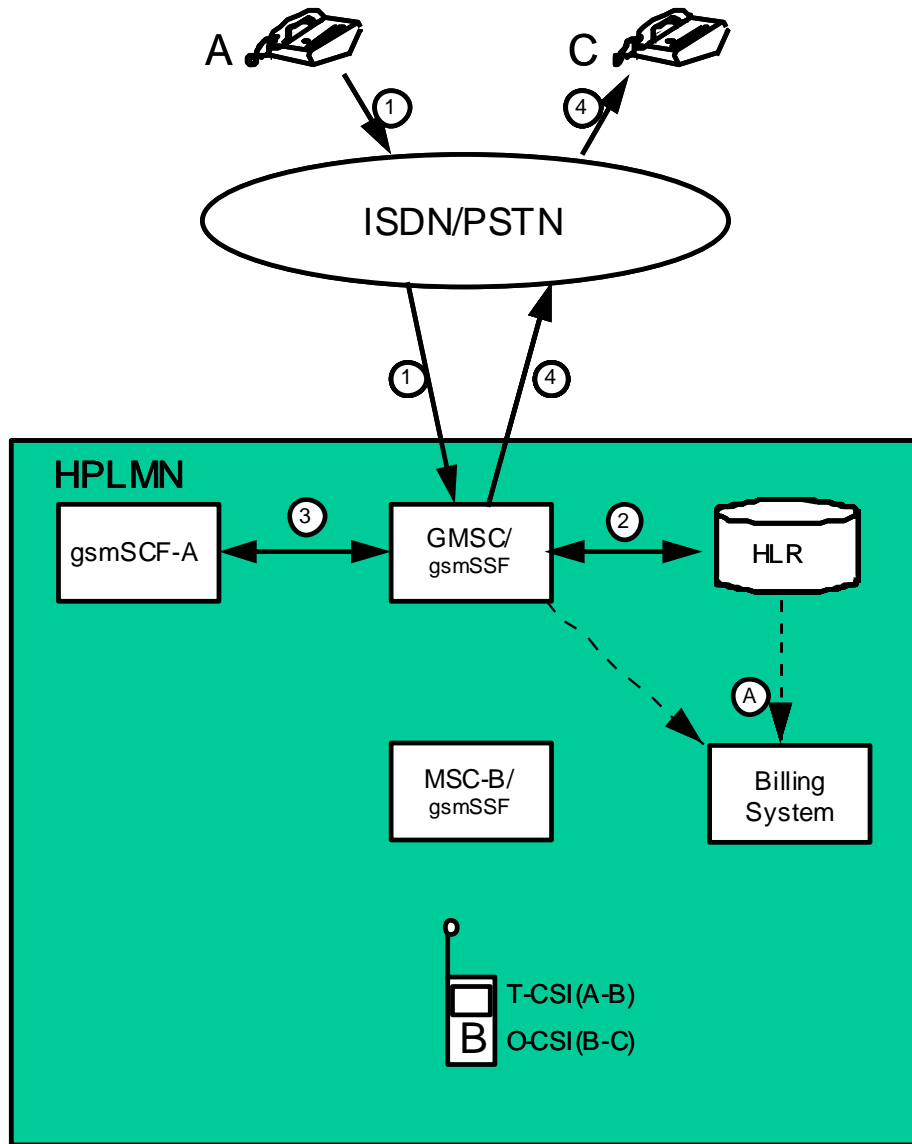 A
C
1
4
ISDN/PSTN
1
4
HPLMN
gsmSCF-A
3
GMSC/
gsmSSF
2
HLR
A
MSC-B/
gsmSSF
Billing
System
T-CSI(A-B)
B
O-CSI(B-C)